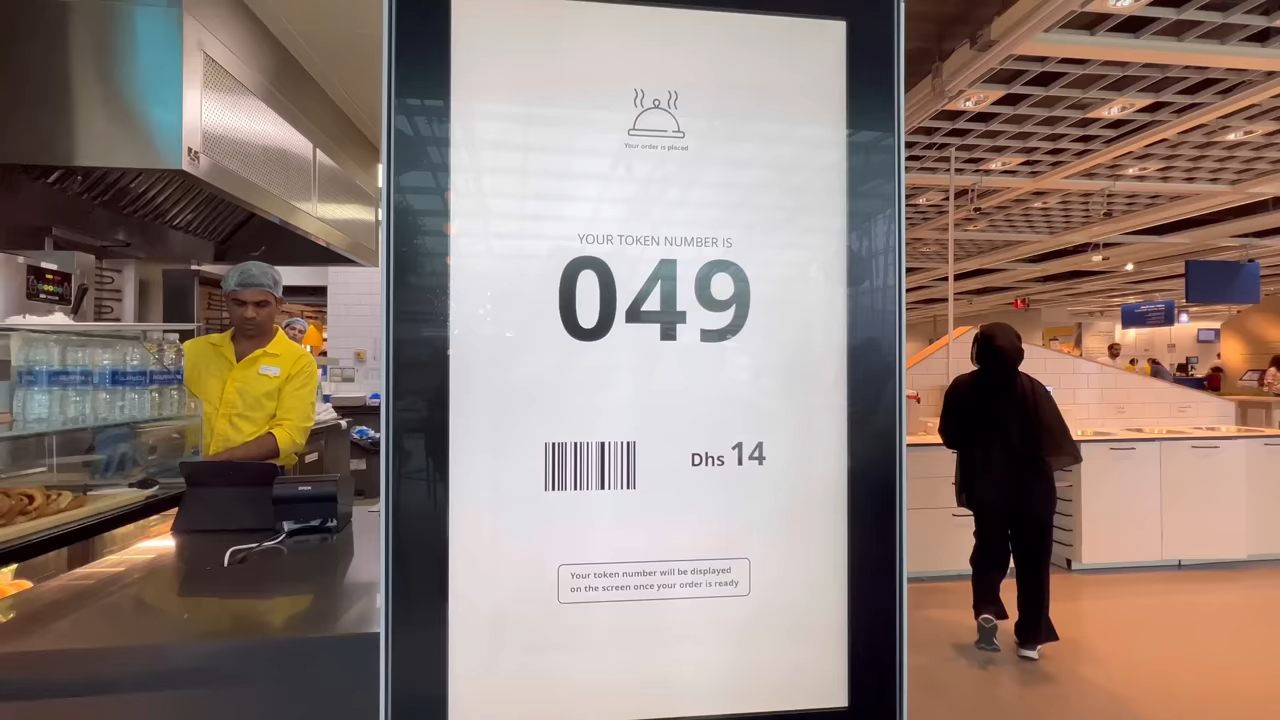 Your order is placed
YOUR TOKEN NUMBER IS
049
Dhs 14
Your token number will be displayed
on the screen once your order is ready
EPSON